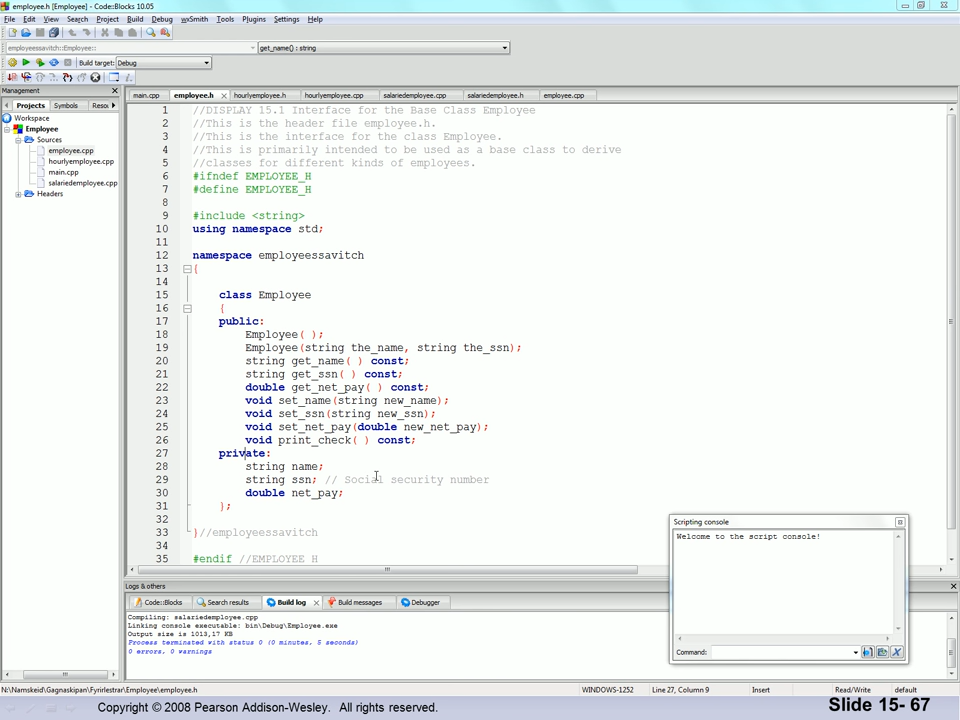 employee.h [Employee] - Code::Blocks 10.05
File Edit View Search Project Build Debug wxSmith Tools Plugins Settings Help
employeessavitch::Employee:: get_name() : string
Build target: Debug
Management
Projects Symbols Resou
main.cpp employee.h hourlyemployee.h hourlyemployee.cpp salariedemployee.cpp salariedemployee.h employee.cpp
Workspace
Employee
Sources
employee.cpp
hourlyemployee.cpp
main.cpp
salariedemployee.cpp
Headers
1 //DISPLAY 15.1 Interface for the Base Class Employee
2 //This is the header file employee.h.
3 //This is the interface for the class Employee.
4 //This is primarily intended to be used as a base class to derive
5 //classes for different kinds of employees.
6 #ifndef EMPLOYEE_H
7 #define EMPLOYEE_H
8
9 #include <string>
10 using namespace std;
11
12 namespace employeessavitch
13 {
14
15 class Employee
16 {
17 public:
18 Employee( );
19 Employee(string the_name, string the_ssn);
20 string get_name( ) const;
21 string get_ssn( ) const;
22 double get_net_pay( ) const;
23 void set_name(string new_name);
24 void set_ssn(string new_ssn);
25 void set_net_pay(double new_net_pay);
26 void print_check( ) const;
27 private:
28 string name;
29 string ssn; // Social security number
30 double net_pay;
31 };
32
33 }//employeessavitch
34
35 #endif //EMPLOYEE_H
Scripting console
Welcome to the script console!
Command:
Logs & others
Code::Blocks Search results Build log Build messages Debugger
Compiling: salariedemployee.cpp
Linking console executable: bin\Debug\Employee.exe
Output size is 1013,17 KB
Process terminated with status 0 (0 minutes, 5 seconds)
0 errors, 0 warnings
N:\Namskeid\Gagnaskipan\Fyrirlestrar\Employee\employee.h WINDOWS-1252 Line 27, Column 9 Insert Read/Write default
Copyright © 2008 Pearson Addison-Wesley. All rights reserved.
Slide 15- 67